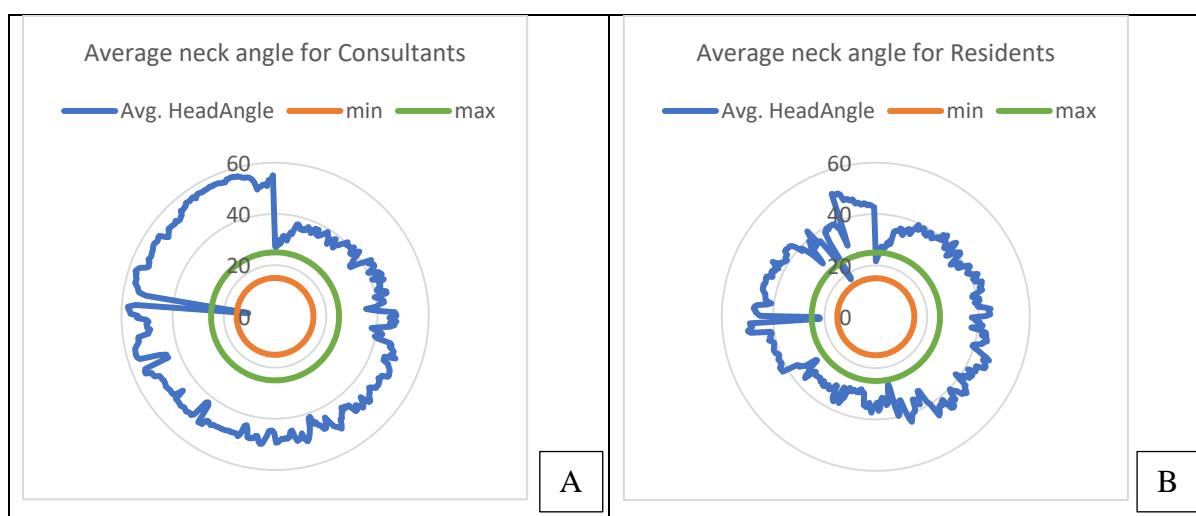 Average neck angle for Consultants
Avg. HeadAngle min max
60
40
20
0
A
Average neck angle for Residents
Avg. HeadAngle min max
60
40
20
0
B